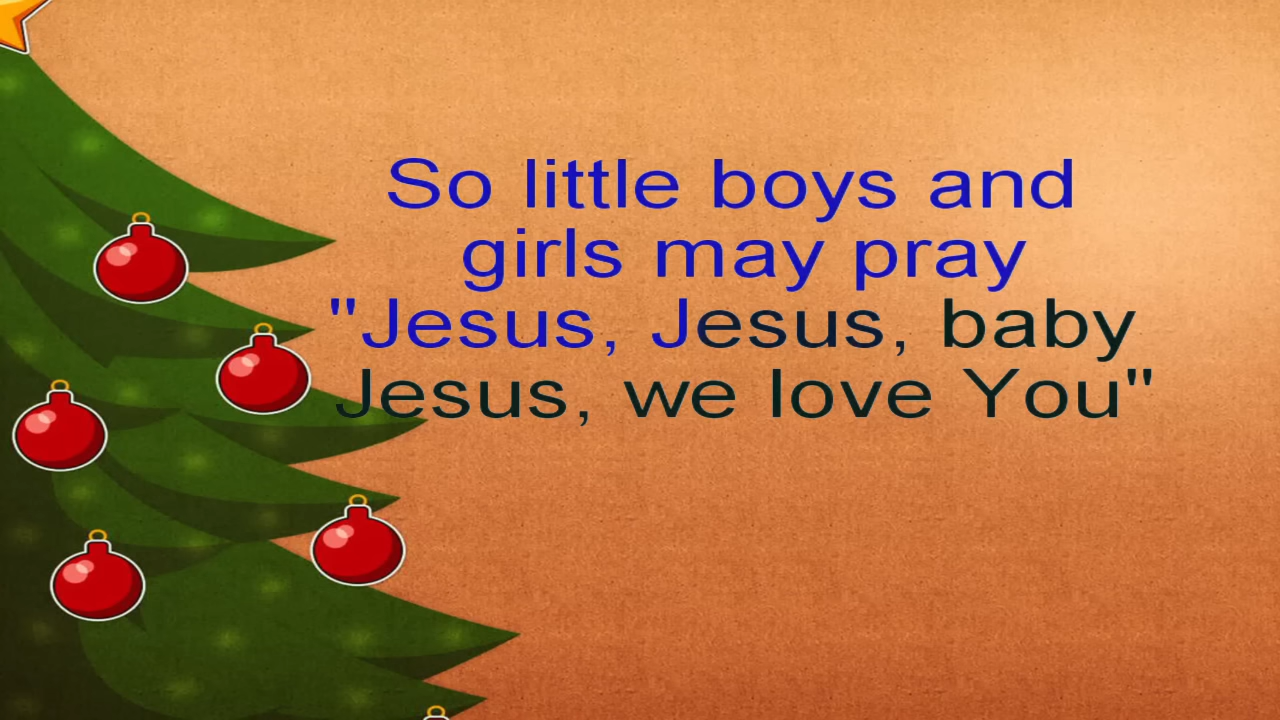 So little boys and
girls may pray
"Jesus, Jesus, baby
Jesus, we love You"